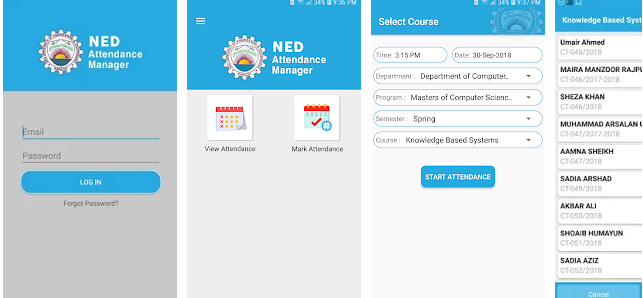 NED
Attendance
Manager
Email
Password
LOG IN
Forgot Password?
34% 9:36 PM
NED
Attendance
Manager
View Attendance
Mark Attendance
34% 9:37 PM
Select Course
Time: 3:15 PM
Date: 30-Sep-2018
Department : Department of Computer..
Program : Masters of Computer Scienc..
Semester : Spring
Course : Knowledge Based Systems
START ATTENDANCE
Knowledge Based Syst
Umair Ahmed
CT-045/2018
MAIRA MANZOOR RAJPU
CT-046/2017-2018
SHEZA KHAN
CT-046/2018
MUHAMMAD ARSALAN U
CT-047/2017-2018
AAMNA SHEIKH
CT-047/2018
SADIA ARSHAD
CT-049/2018
AKBAR ALI
CT-050/2018
SHOAIB HUMAYUN
CT-051/2018
SADIA AZIZ
CT-052/2018
Cancel